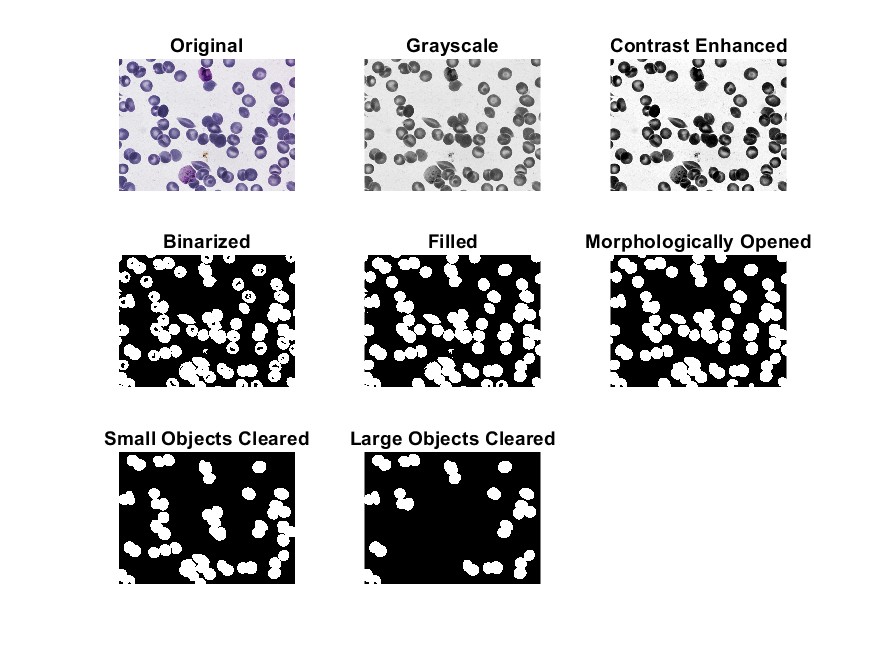 Original
Grayscale
Contrast Enhanced
Binarized
Filled
Morphologically Opened
Small Objects Cleared
Large Objects Cleared